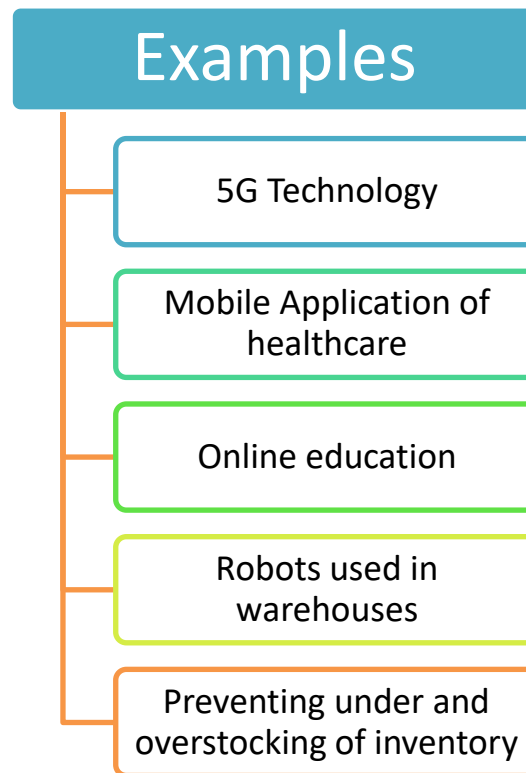 Examples
5G Technology
Mobile Application of
healthcare
Online education
Robots used in
warehouses
Preventing under and
overstocking of inventory